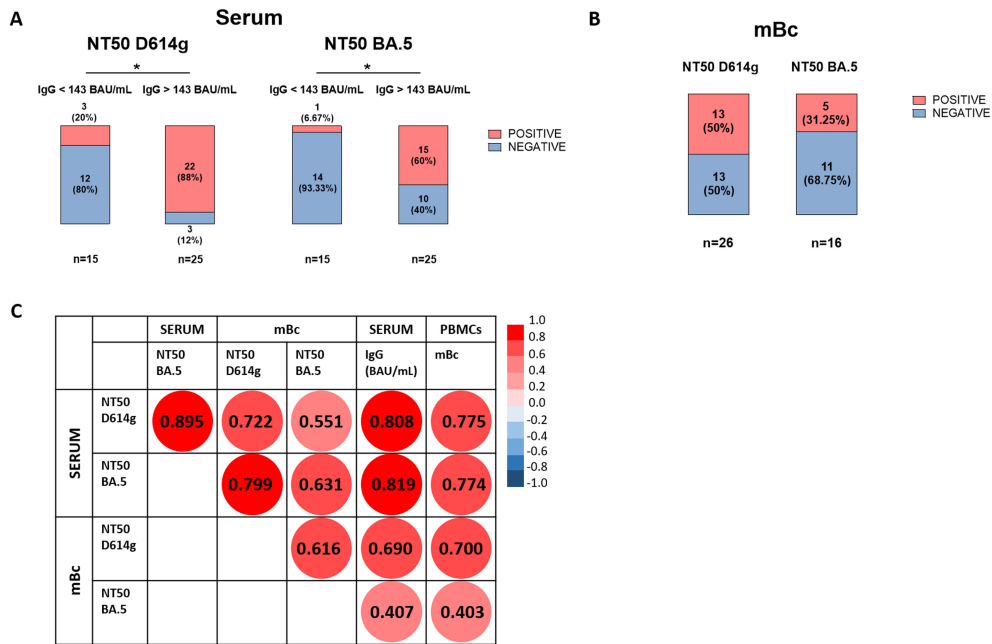 A
Serum
NT50 D614g
NT50 BA.5
*
*
IgG < 143 BAU/mL
IgG > 143 BAU/mL
IgG < 143 BAU/mL
IgG > 143 BAU/mL
3
(20%)
12
(80%)
22
(88%)
3
(12%)
1
(6.67%)
14
(93.33%)
15
(60%)
10
(40%)
POSITIVE
NEGATIVE
n=15
n=25
n=15
n=25
B
mBc
NT50 D614g
NT50 BA.5
13
(50%)
13
(50%)
5
(31.25%)
11
(68.75%)
POSITIVE
NEGATIVE
n=26
n=16
C
SERUM
mBc
SERUM
PBMCs
NT50
BA.5
NT50
D614g
NT50
BA.5
IgG
(BAU/mL)
mBc
SERUM
NT50
D614g
0.895
0.722
0.551
0.808
0.775
NT50
BA.5
0.799
0.631
0.819
0.774
mBc
NT50
D614g
0.616
0.690
0.700
NT50
BA.5
0.407
0.403
1.0
0.8
0.6
0.4
0.2
0.0
-0.2
-0.4
-0.6
-0.8
-1.0